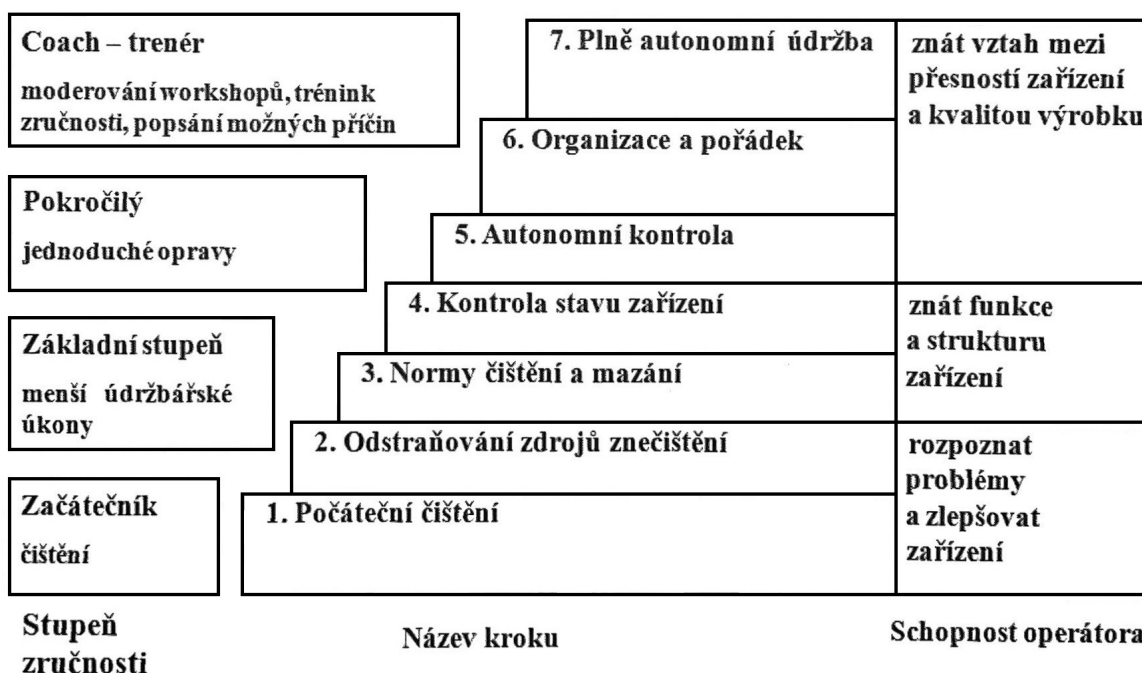 Coach – trenér
moderování workshopů, trénink
zručnosti, popsání možných příčin
Pokročilý
jednoduché opravy
Základní stupeň
menší údržbářské
úkony
Začátečník
čištění
Stupeň
zručnosti
7. Plně autonomní údržba
6. Organizace a pořádek
5. Autonomní kontrola
4. Kontrola stavu zařízení
3. Normy čištění a mazání
2. Odstraňování zdrojů znečištění
1. Počáteční čištění
Název kroku
znát vztah mezi
přesností zařízení
a kvalitou výrobku
znát funkce
a strukturu
zařízení
rozpoznat
problémy
a zlepšovat
zařízení
Schopnost operátora